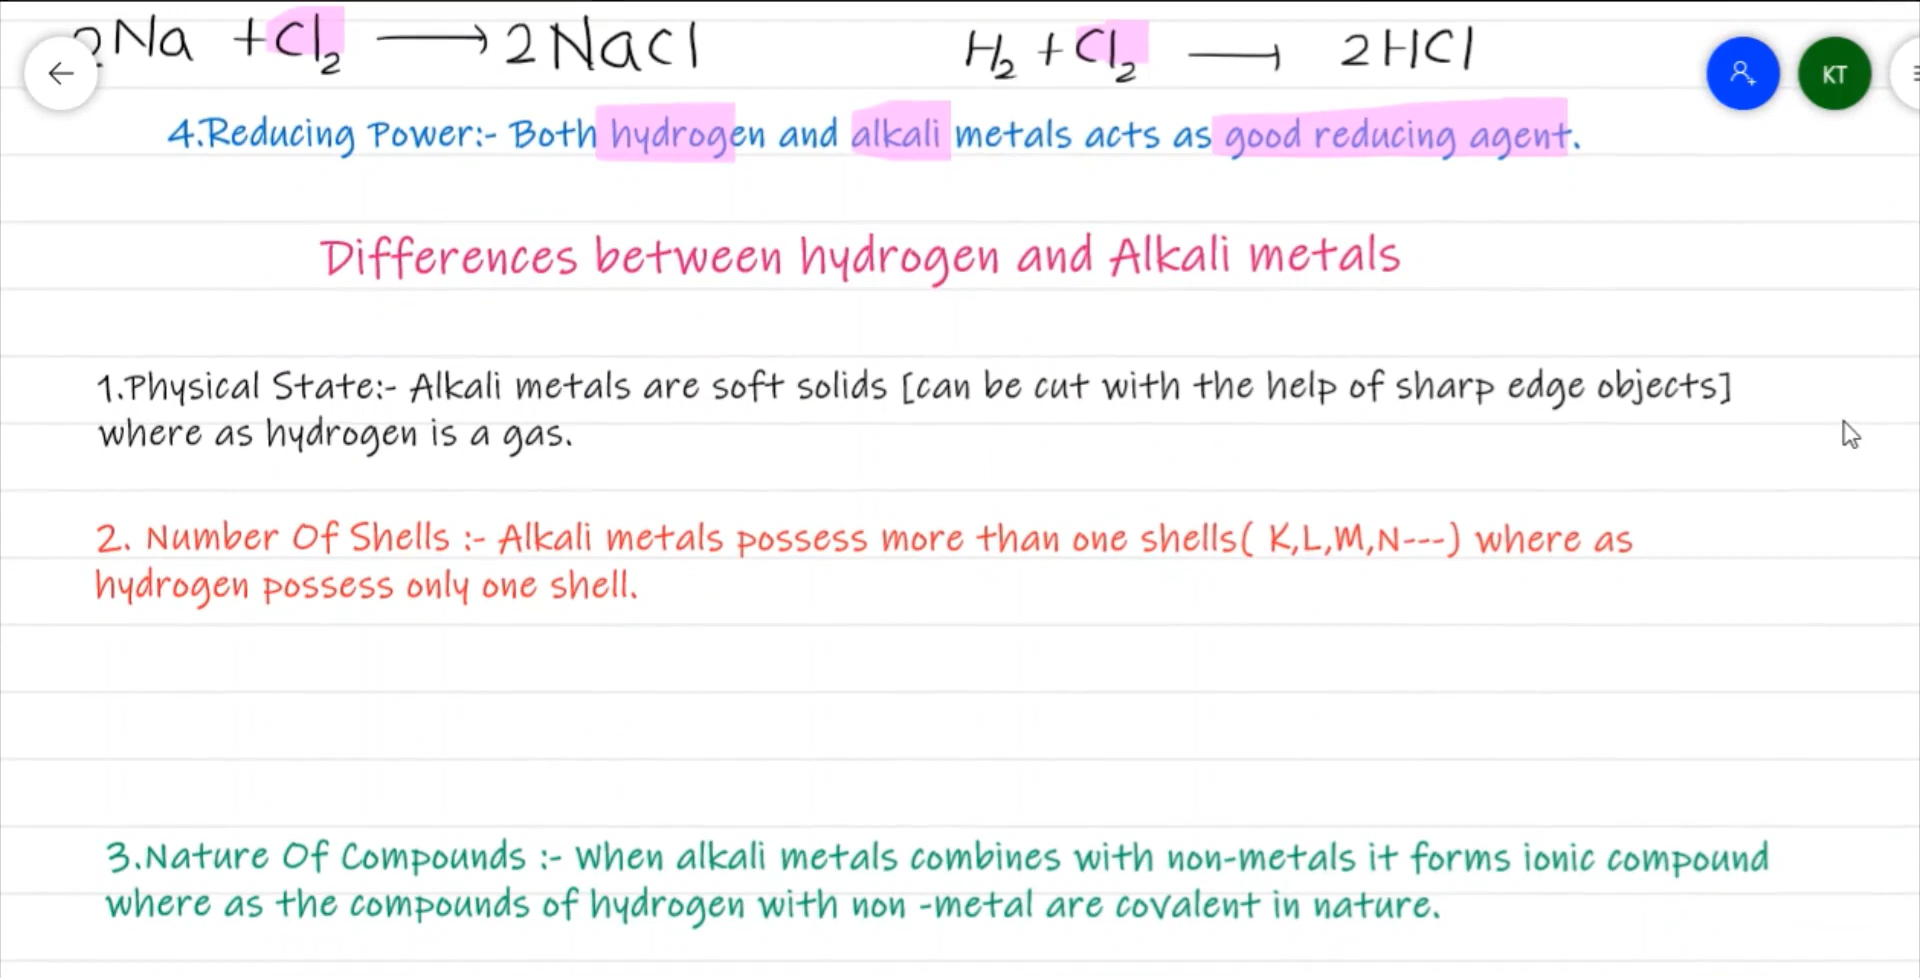 2Na + Cl₂ ⟶ 2NaCl H₂ + Cl₂ ⟶ 2HCl
KT
4.Reducing Power:- Both hydrogen and alkali metals acts as good reducing agent.
Differences between hydrogen and Alkali metals
1.Physical State:- Alkali metals are soft solids [can be cut with the help of sharp edge objects]
where as hydrogen is a gas.
2. Number Of Shells :- Alkali metals possess more than one shells( K,L,M,N---) where as
hydrogen possess only one shell.
3.Nature Of Compounds :- When alkali metals combines with non-metals it forms ionic compound
where as the compounds of hydrogen with non -metal are covalent in nature.